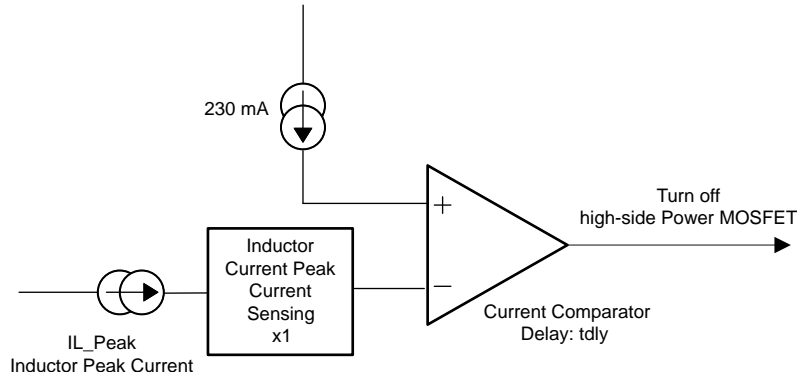 230 mA
+
Turn off
high-side Power MOSFET
Inductor
Current Peak
Current
Sensing
x1
−
Current Comparator
Delay: tdly
IL_Peak
Inductor Peak Current